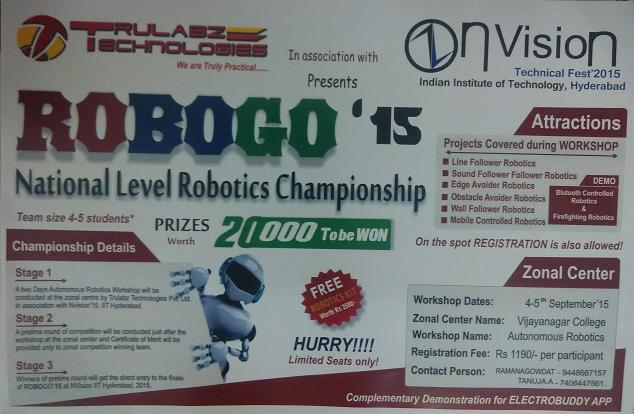 TRULABZ
TECHNOLOGIES
We are Truly Practical......
In association with
Presents
nVision
Technical Fest'2015
Indian Institute of Technology, Hyderabad
ROBOGO '15
National Level Robotics Championship
Team size 4-5 students*
PRIZES
Worth
20000 To be WON
Attractions
Projects Covered during WORKSHOP
Line Follower Robotics
Sound Follower Follower Robotics
Edge Avoider Robotics
Obstacle Avoider Robotics
Wall Follower Robotics
Mobile Controlled Robotics
DEMO
Blutooth Controlled
Robotics
&
Firefighting Robotics
On the spot REGISTRATION is also allowed!
Championship Details
Stage 1
A two Days Autonomous Robotics Workshop will be
conducted at the zonal centre by Trulabz Technologies Pvt. Ltd.
in association with Nvision'15, IIT Hyderabad.
Stage 2
A prelims round of competition will be conducted just after the
workshop at the zonal center and Certificate of Merit will be
provided only to zonal competition winning team.
Stage 3
Winners of prelims round will get the direct entry to the finale
of ROBOGO'15 at NVision IIT Hyderabad, 2015.
FREE
ROBOTICS KIT
Worth Rs 2500/-
HURRY!!!!
Limited Seats only!
Zonal Center
Workshop Dates: 4-5th September'15
Zonal Center Name: Vijayanagar College
Workshop Name: Autonomous Robotics
Registration Fee: Rs 1190/- per participant
Contact Person: RAMANAGOWDAT - 9448667157
TANUJA.A - 7406447561.
Complementary Demonstration for ELECTROBUDDY APP